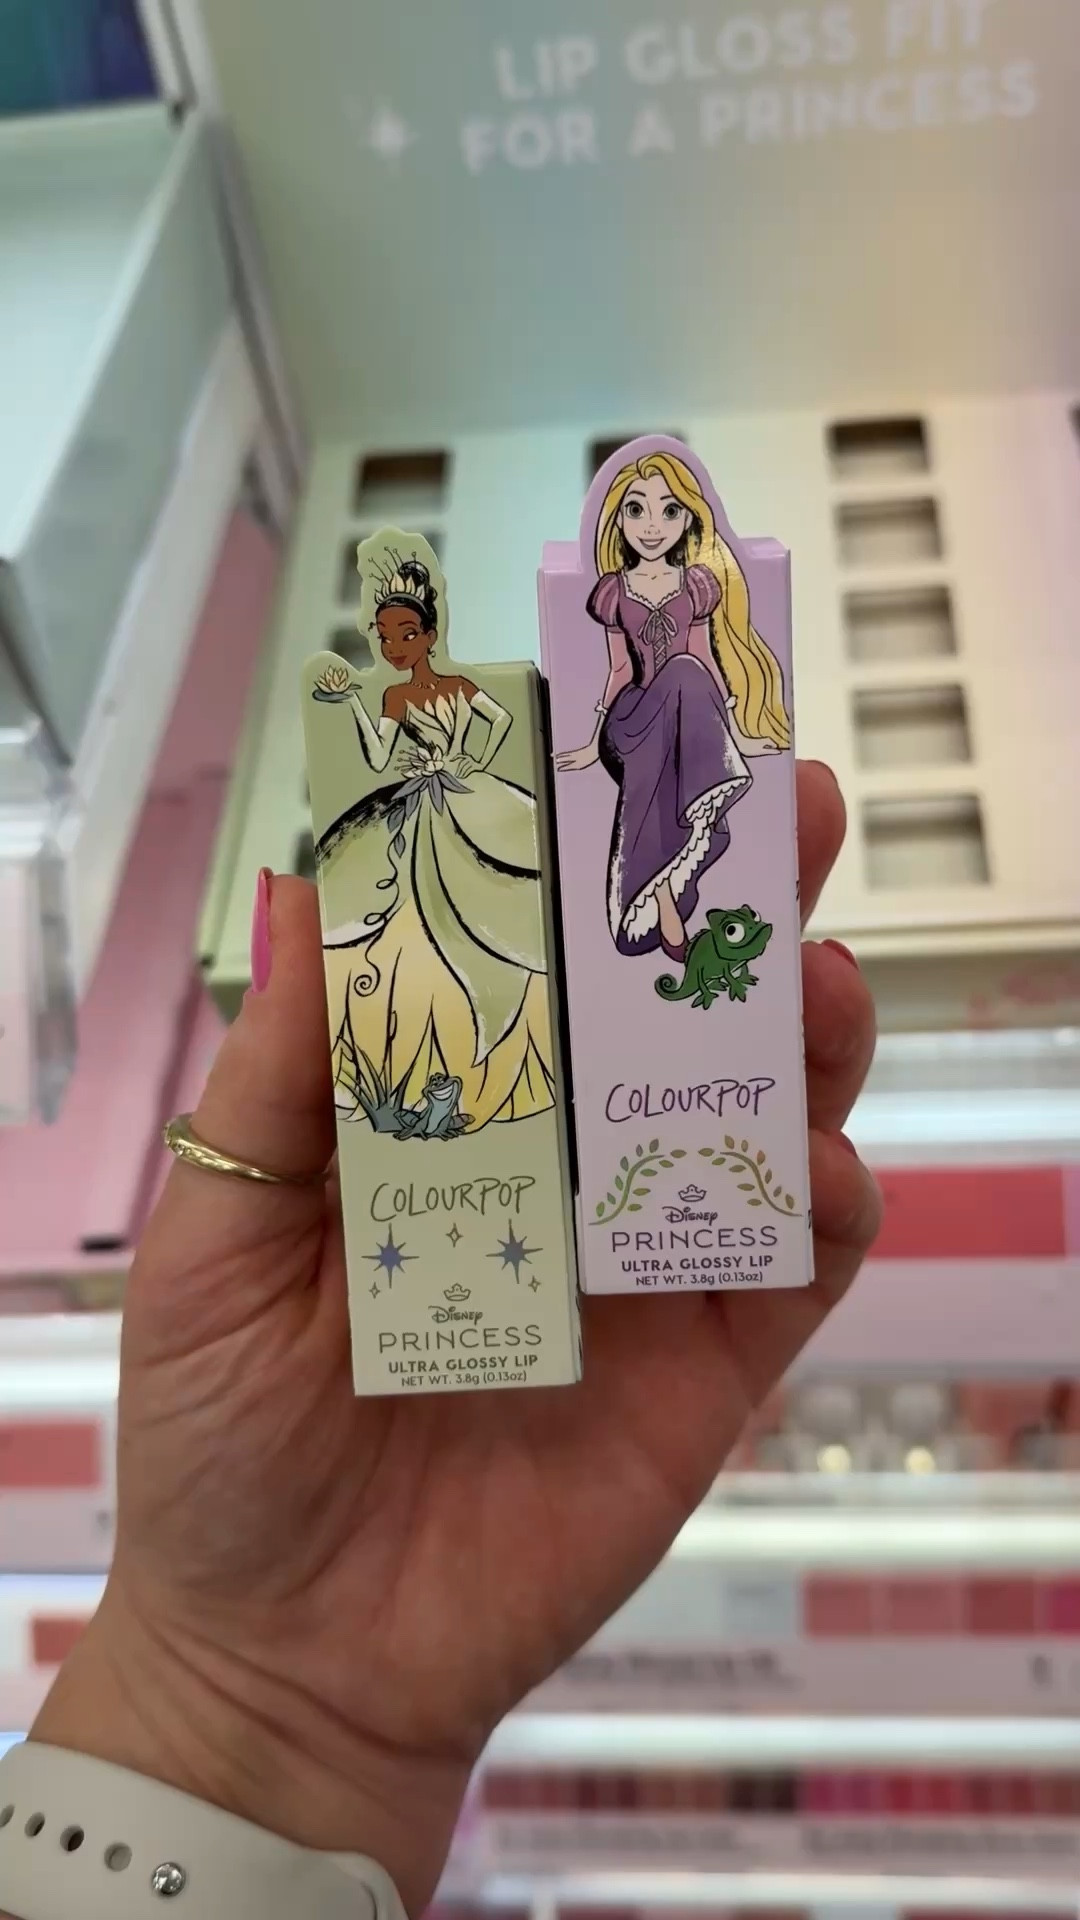 LIP GLOSS FIT
FOR A PRINCESS
COLOURPOP
Disney
PRINCESS
ULTRA GLOSSY LIP
NET WT. 3.8g (0.13oz)
COLOURPOP
Disney
PRINCESS
ULTRA GLOSSY LIP
NET WT. 3.8g (0.13oz)